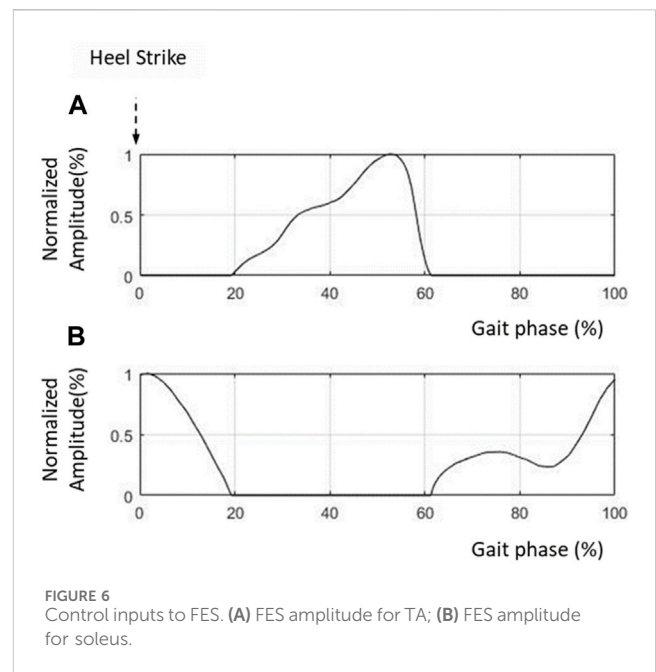 Heel Strike
A
Normalized
Amplitude(%)
1
0.5
0
0 20 40 60 80 100
Gait phase (%)
B
Normalized
Amplitude(%)
1
0.5
0
0 20 40 60 80 100
Gait phase (%)
FIGURE 6
Control inputs to FES. (A) FES amplitude for TA; (B) FES amplitude
for soleus.